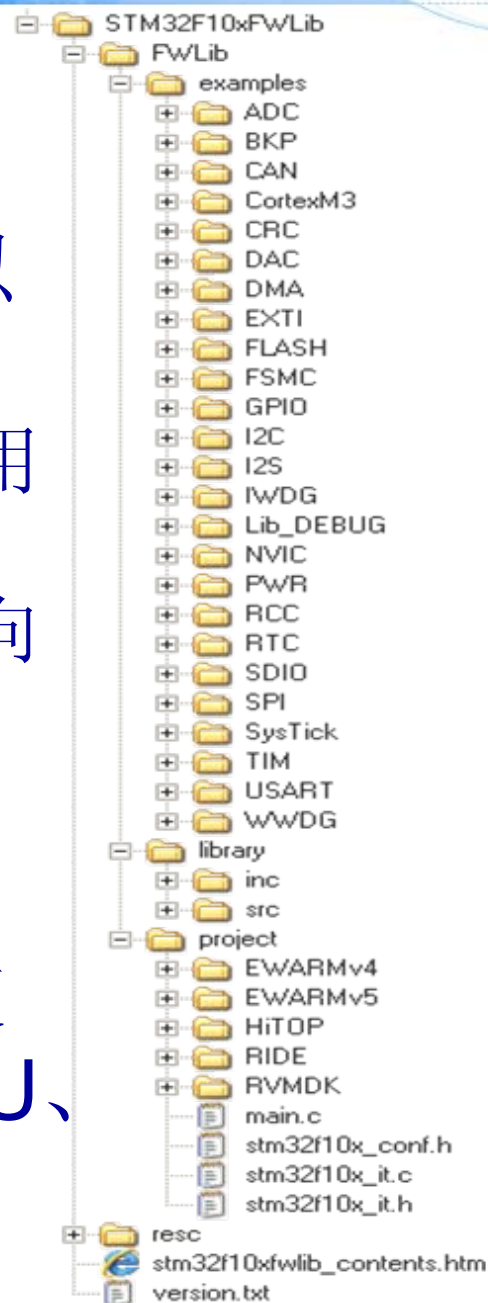 STM32F10xFWLib
FWLib
examples
ADC
BKP
CAN
CortexM3
CRC
DAC
DMA
EXTI
FLASH
FSMC
GPIO
用
I2C
I2S
IWDG
Lib_DEBUG
NVIC
PWR
向
RCC
RTC
SDIO
SPI
SysTick
TIM
USART
WWDG
library
inc
src
project
EWARMv4
EWARMv5
HiTOP
RIDE
U、
RVMDK
main.c
stm32f10x_conf.h
stm32f10x_it.c
stm32f10x_it.h
resc
stm32f10xfwlib_contents.htm
version.txt